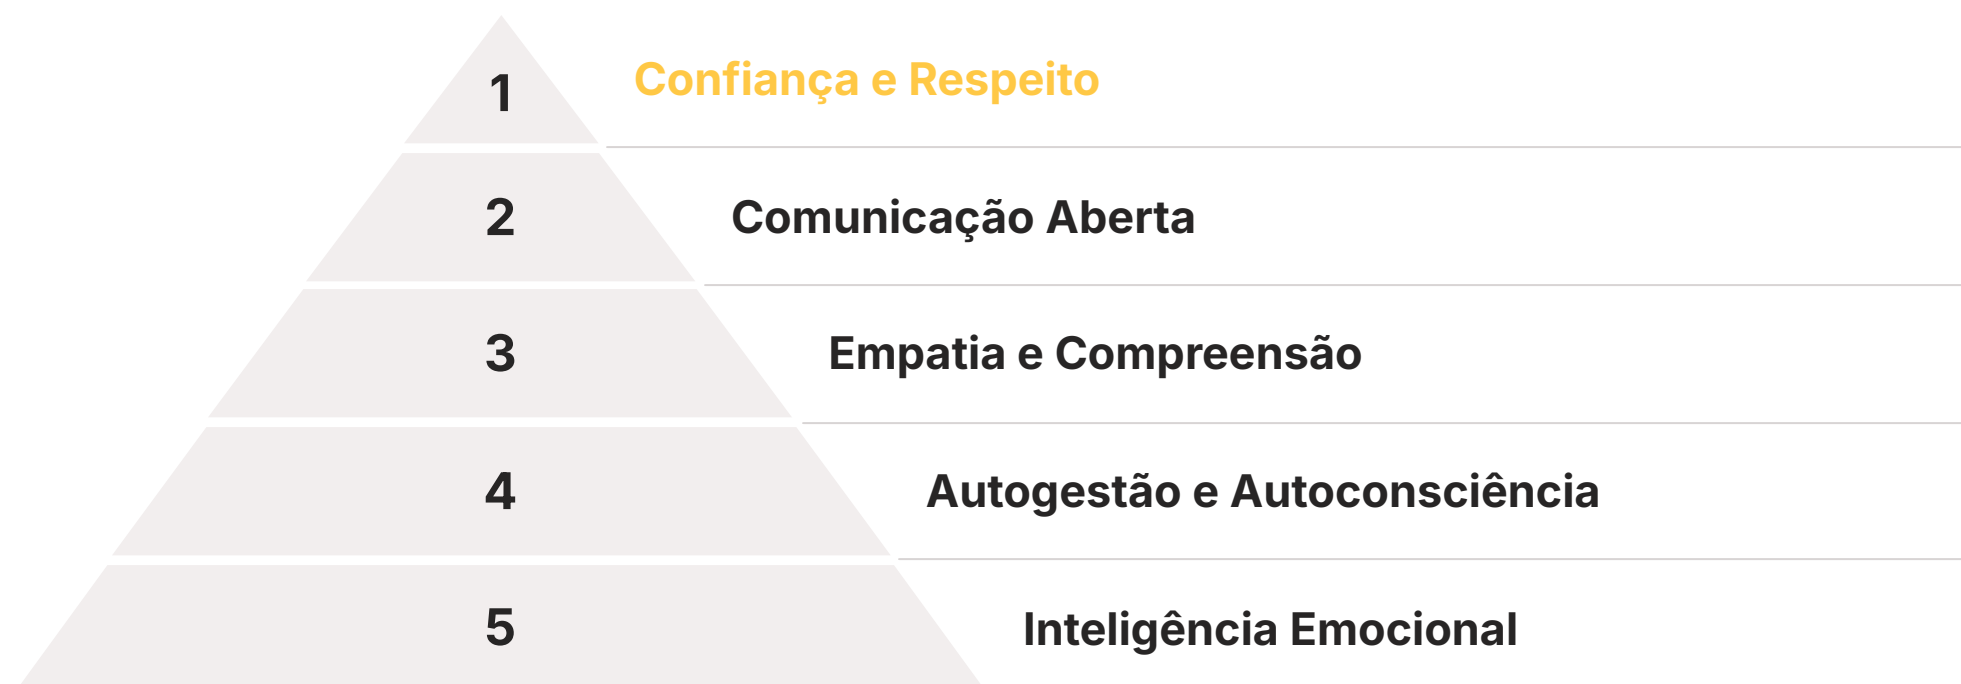 1 Confiança e Respeito
2 Comunicação Aberta
3 Empatia e Compreensão
4 Autogestão e Autoconsciência
5 Inteligência Emocional